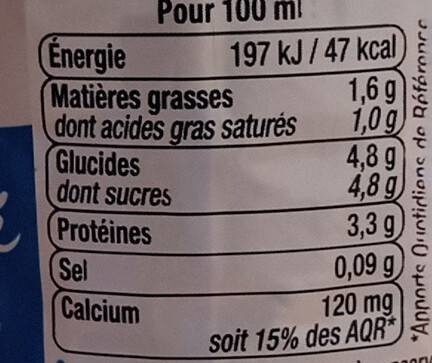 Pour 100 ml
Énergie 197 kJ / 47 kcal
Matières grasses 1,6 g
dont acides gras saturés 1,0 g
Glucides 4,8 g
dont sucres 4,8 g
Protéines 3,3 g
Sel 0,09 g
Calcium 120 mg
soit 15% des AQR*
*Apports Quotidiens de Référence